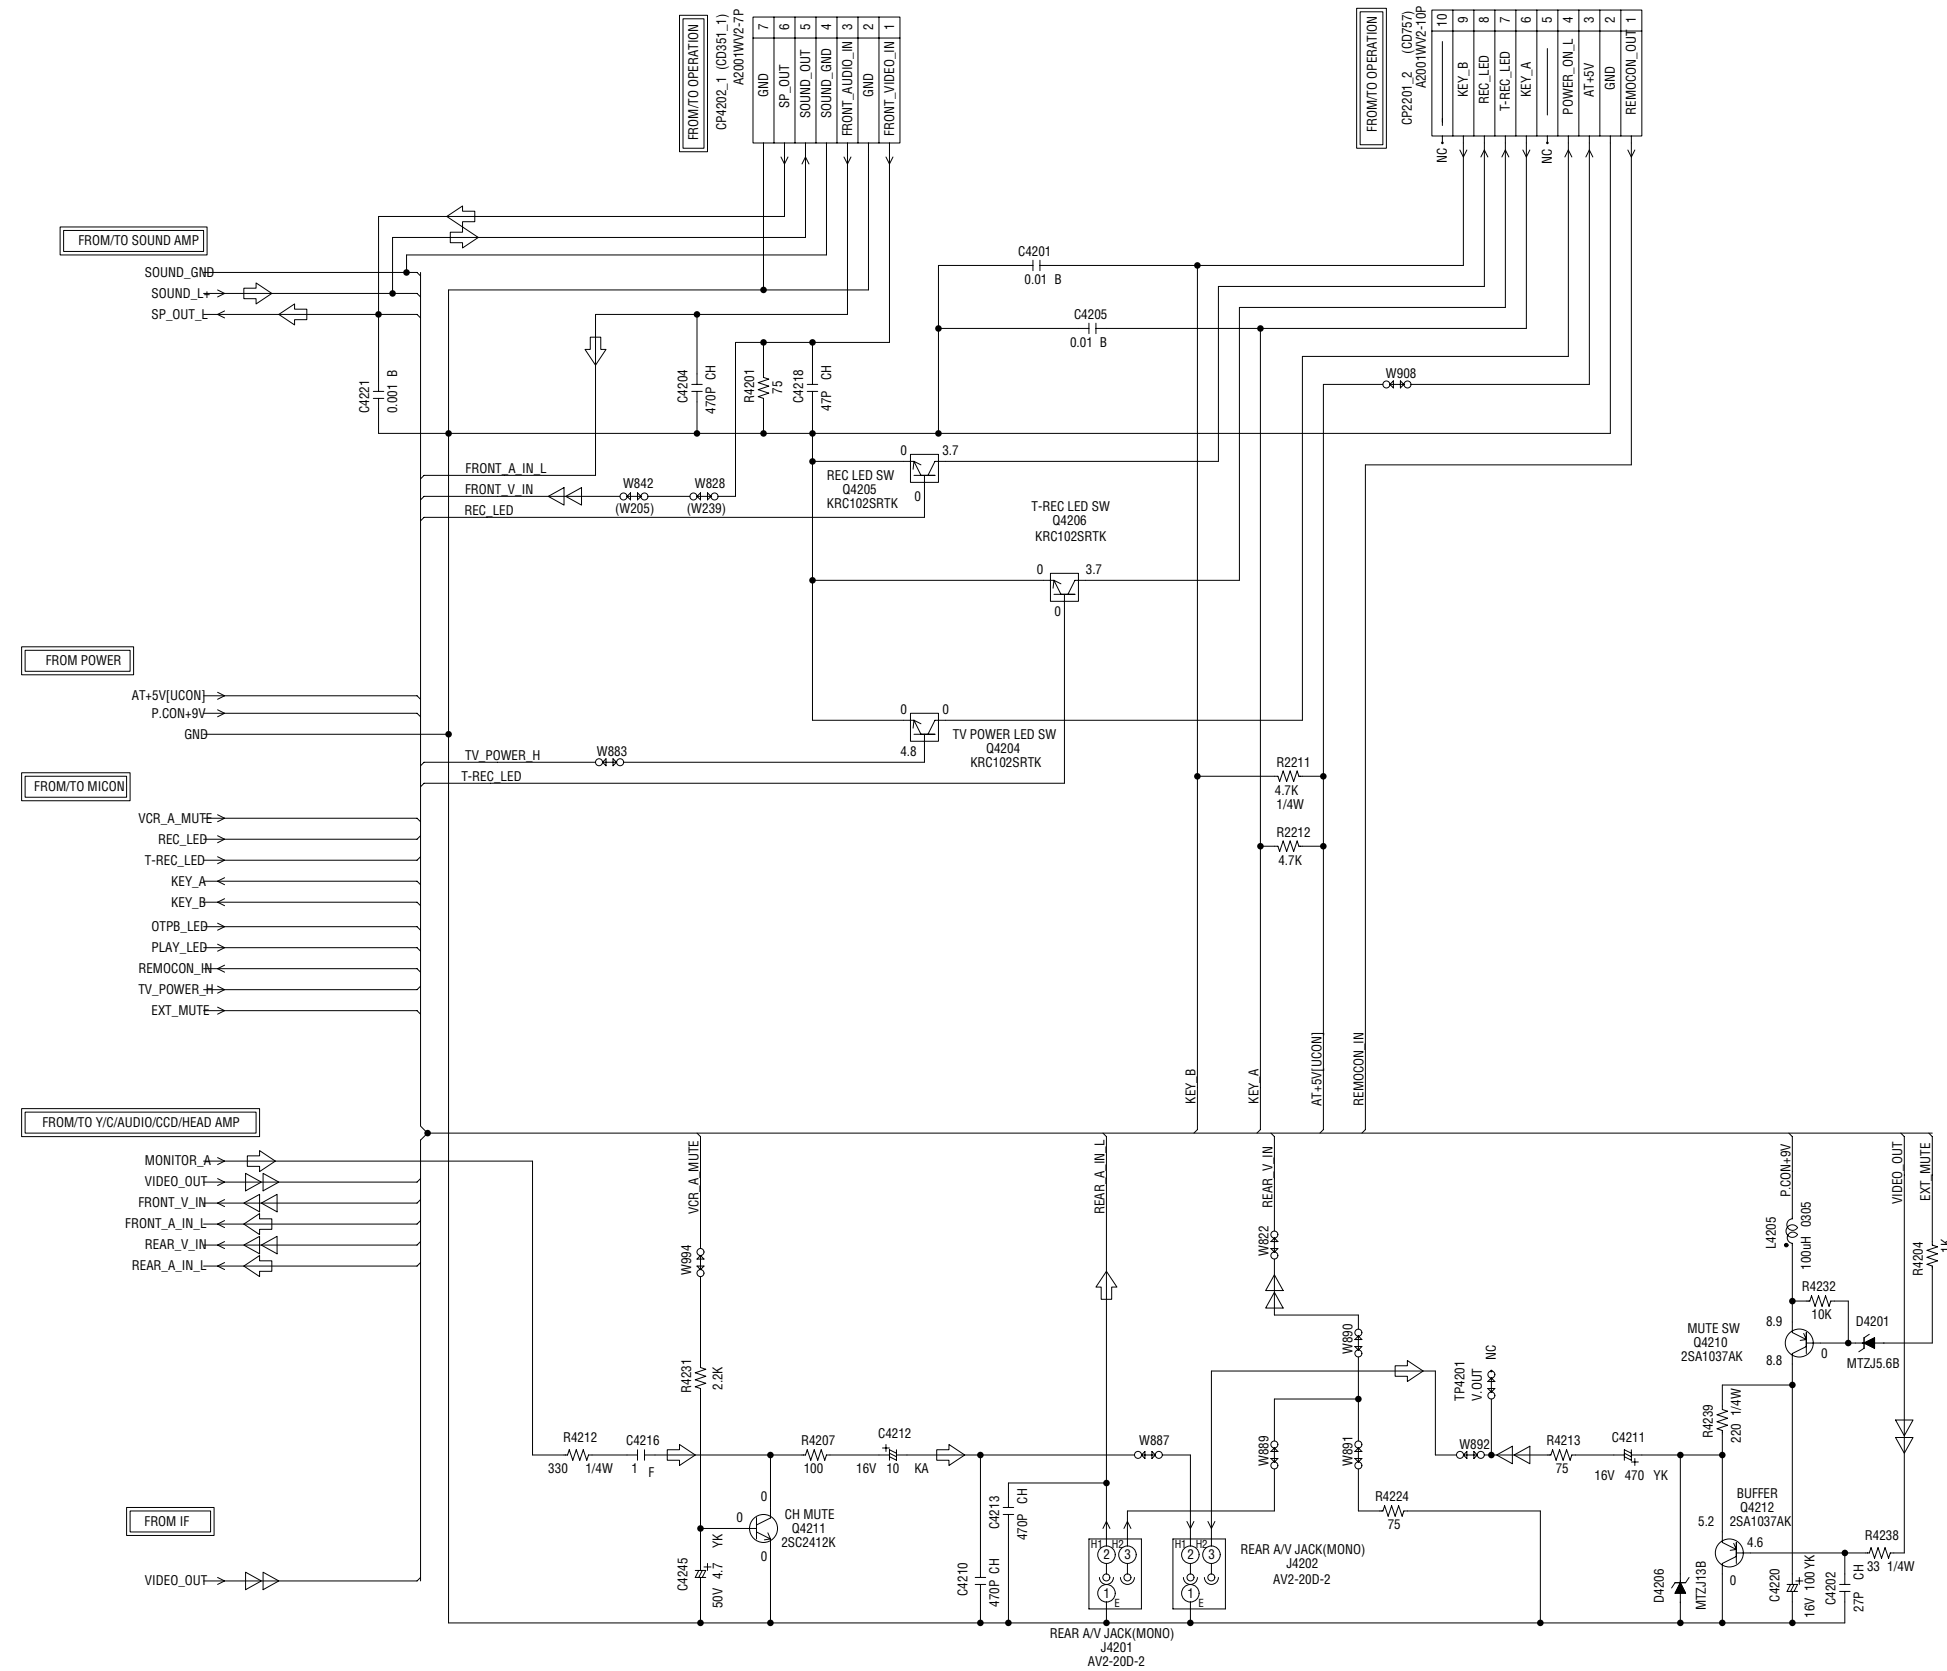 FROM/TO OPERATION
CP4202_1 (CD351_1)
A2001WV2-7P
7 GND
6 SP_OUT
5 SOUND_OUT
4 SOUND_GND
3 FRONT_AUDIO_IN
2 GND
1 FRONT_VIDEO_IN
FROM/TO OPERATION
CP2201_2 (CD757)
A2001WV2-10P
10
9 KEY_B
8 REC_LED
7 T-REC_LED
6 KEY_A
5
4 POWER_ON_L
3 AT+5V
2 GND
1 REMOCON_OUT
NC
NC
FROM/TO SOUND AMP
SOUND_GND
SOUND_L+
SP_OUT_L
C4201
0.01 B
C4205
0.01 B
W908
C4221
0.001 B
C4204
470P CH
R4201
75
C4218
47P CH
FRONT_A_IN_L
FRONT_V_IN
REC_LED
W842
(W205)
W828
(W239)
0
3.7
0
REC LED SW
Q4205
KRC102SRTK
T-REC LED SW
Q4206
KRC102SRTK
0
3.7
0
FROM POWER
AT+5V[UCON]
P.CON+9V
GND
0
0
4.8
TV POWER LED SW
Q4204
KRC102SRTK
TV_POWER_H
W883
T-REC_LED
R2211
4.7K
1/4W
R2212
4.7K
FROM/TO MICON
VCR_A_MUTE
REC_LED
T-REC_LED
KEY_A
KEY_B
OTPB_LED
PLAY_LED
REMOCON_IN
TV_POWER_H
EXT_MUTE
KEY_B
KEY_A
AT+5V[UCON]
REMOCON_IN
FROM/TO Y/C/AUDIO/CCD/HEAD AMP
MONITOR_A
VIDEO_OUT
FRONT_V_IN
FRONT_A_IN_L
REAR_V_IN
REAR_A_IN_L
VCR_A_MUTE
W994
R4231
2.2K
REAR_A_IN_L
REAR_V_IN
W822
P.CON+9V
VIDEO_OUT
EXT_MUTE
L4205
100uH 0305
R4204
1K
R4232
10K
D4201
MTZJ5.6B
MUTE SW
Q4210
2SA1037AK
8.9
8.8
0
W890
TP4201
V.OUT
NC
R4239
220 1/4W
R4212
330 1/4W
C4216
1 F
R4207
100
C4212
+
16V 10 KA
W887
W889
W891
W892
R4213
75
C4211
+
16V 470 YK
C4213
470P CH
R4224
75
BUFFER
Q4212
2SA1037AK
5.2
4.6
0
R4238
33 1/4W
FROM IF
VIDEO_OUT
0
0
0
CH MUTE
Q4211
2SC2412K
C4245
50V 4.7 YK
+
C4210
470P CH
H1 H2
2 3
1
E
H1 H2
2 3
1
E
REAR A/V JACK(MONO)
J4202
AV2-20D-2
D4206
MTZJ13B
C4220
16V 100 YK
+
C4202
27P CH
REAR A/V JACK(MONO)
J4201
AV2-20D-2